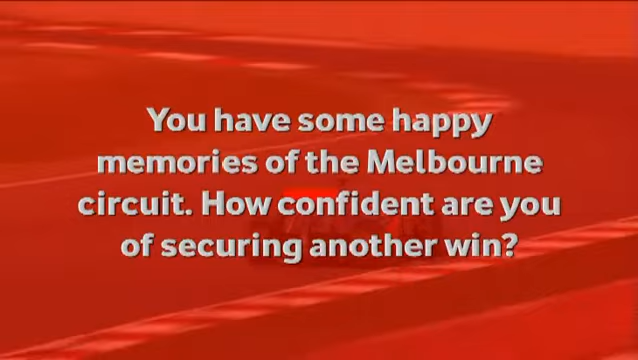 You have some happy
memories of the Melbourne
circuit. How confident are you
of securing another win?